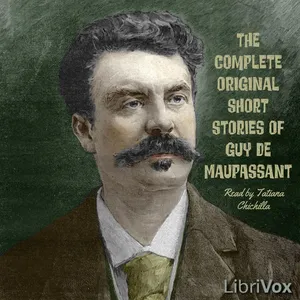 THE
COMPLETE
ORIGINAL
SHORT
STORIES OF
GUY DE
MAUPASSANT
Read by Tatiana
Chichilla
LibriVox